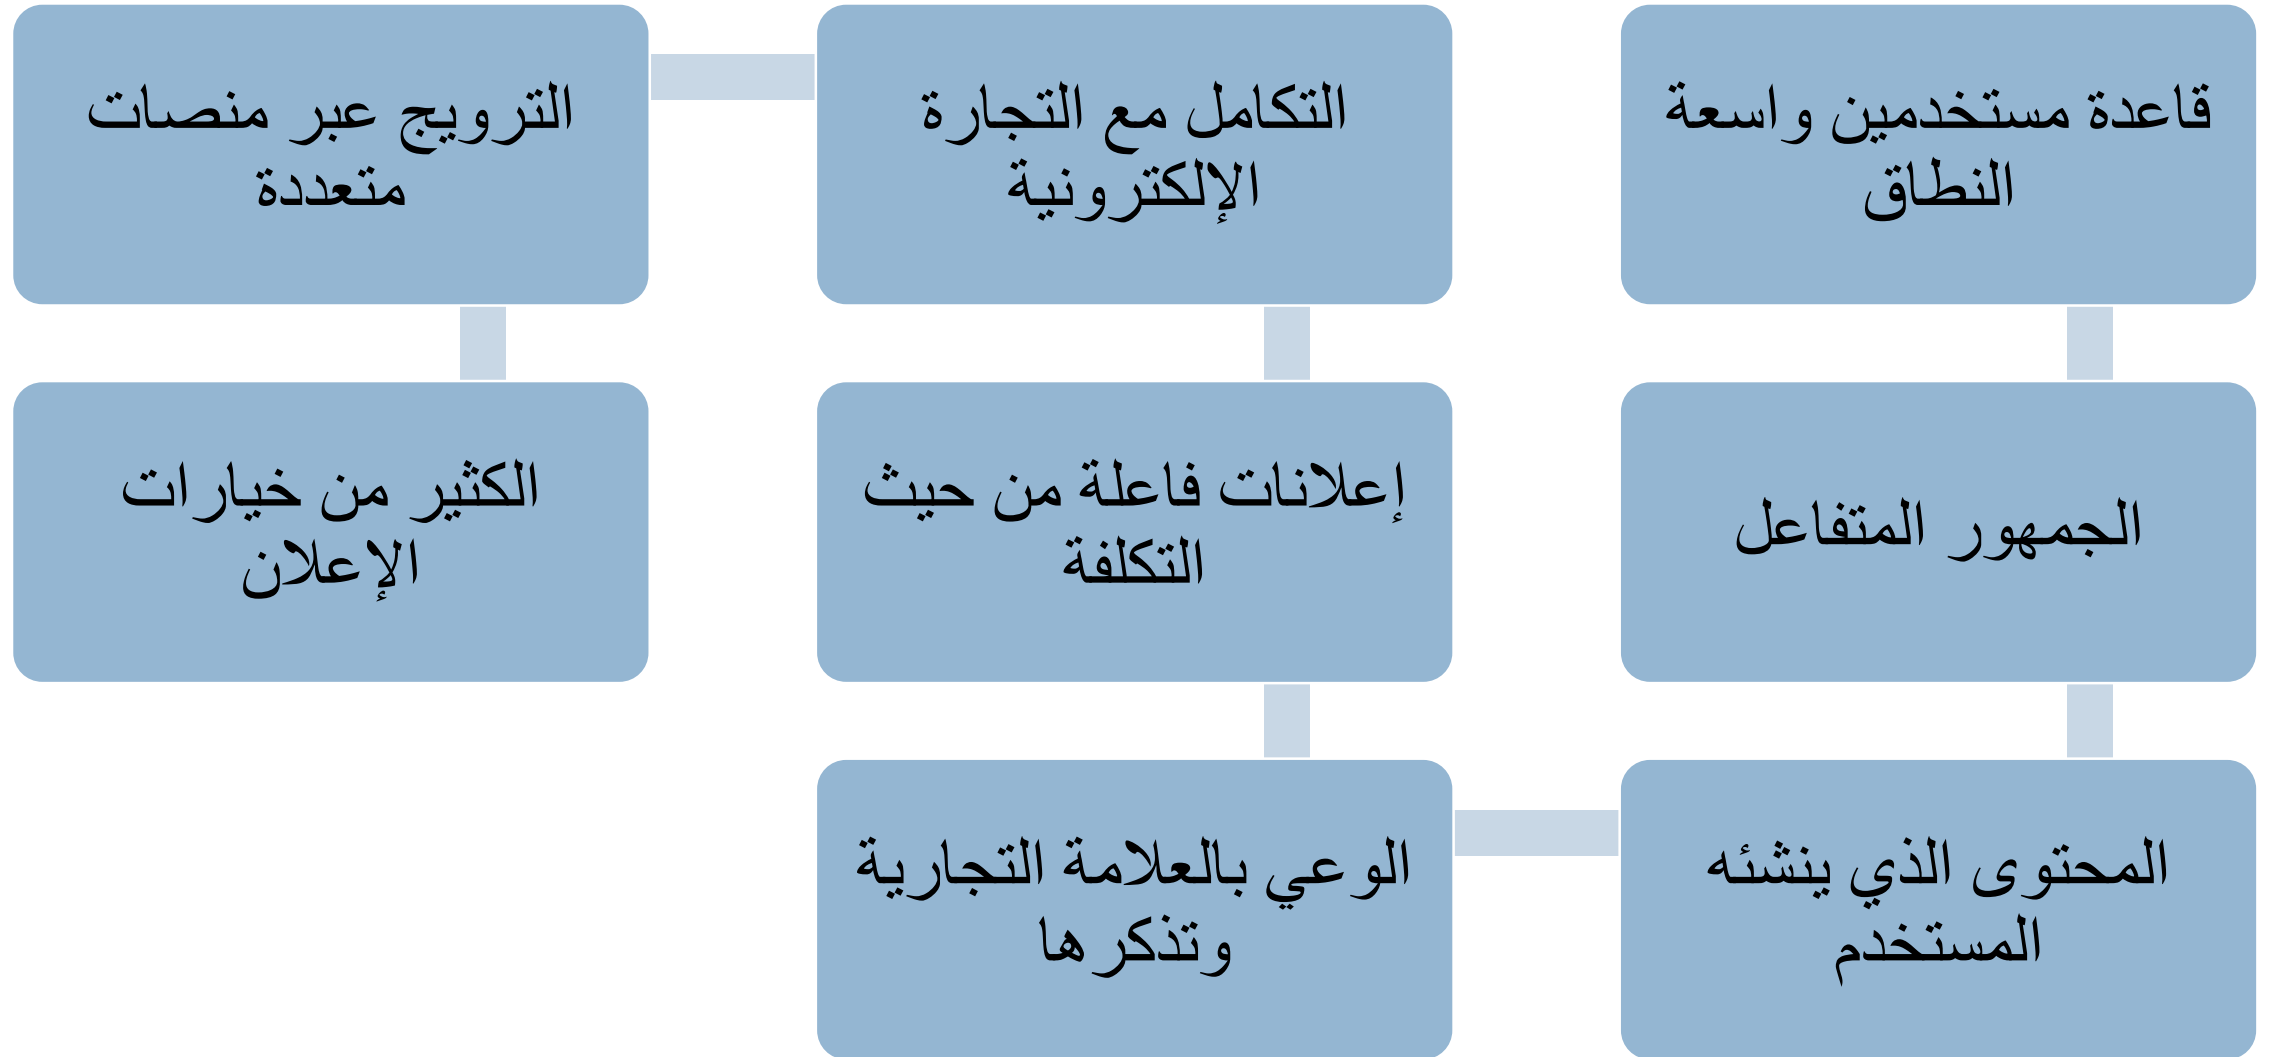 قاعدة مستخدمين واسعة
النطاق
الجمهور المتفاعل
المحتوى الذي ينشئه
المستخدم
الوعي بالعلامة التجارية
وتذكرها
إعلانات فاعلة من حيث
التكلفة
التكامل مع التجارة
الإلكترونية
الترويج عبر منصات
متعددة
الكثير من خيارات
الإعلان